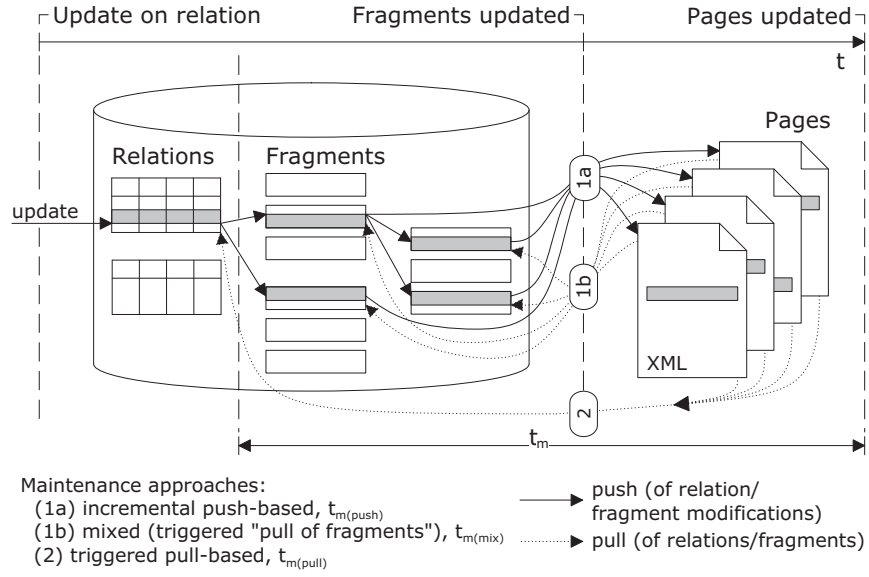 Update on relation
Fragments updated
Pages updated
t
Relations
Fragments
Pages
update
1a
1b
XML
2
tm
Maintenance approaches:
(1a) incremental push-based, tm(push)
(1b) mixed (triggered "pull of fragments"), tm(mix)
(2) triggered pull-based, tm(pull)
push (of relation/
fragment modifications)
pull (of relations/fragments)